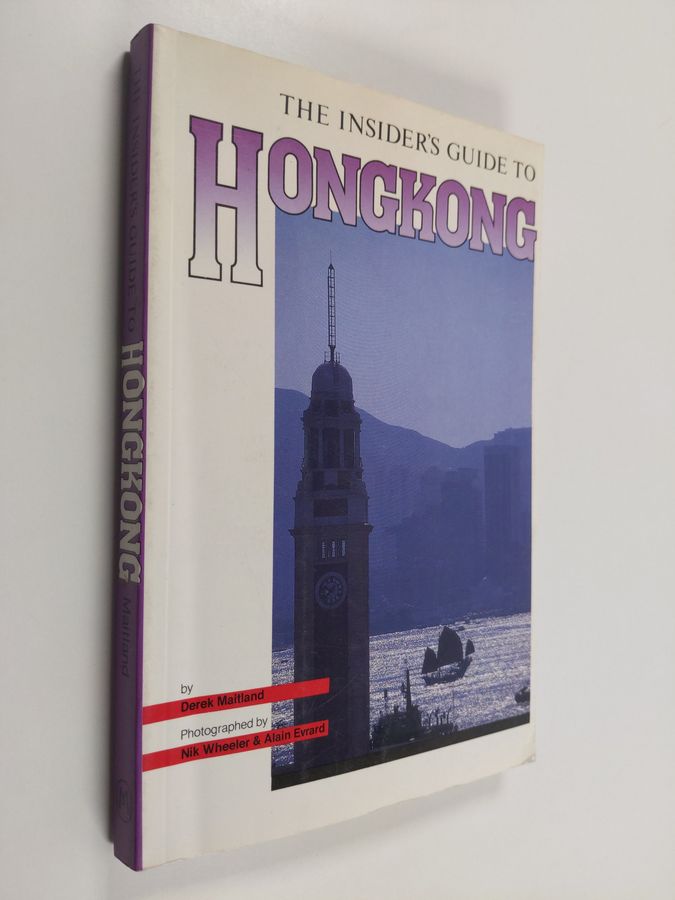 THE INSIDER'S GUIDE TO
HONGKONG
by
Derek Maitland
Photographed by
Nik Wheeler & Alain Evrard
THE INSIDER'S GUIDE TO HONGKONG Maitland